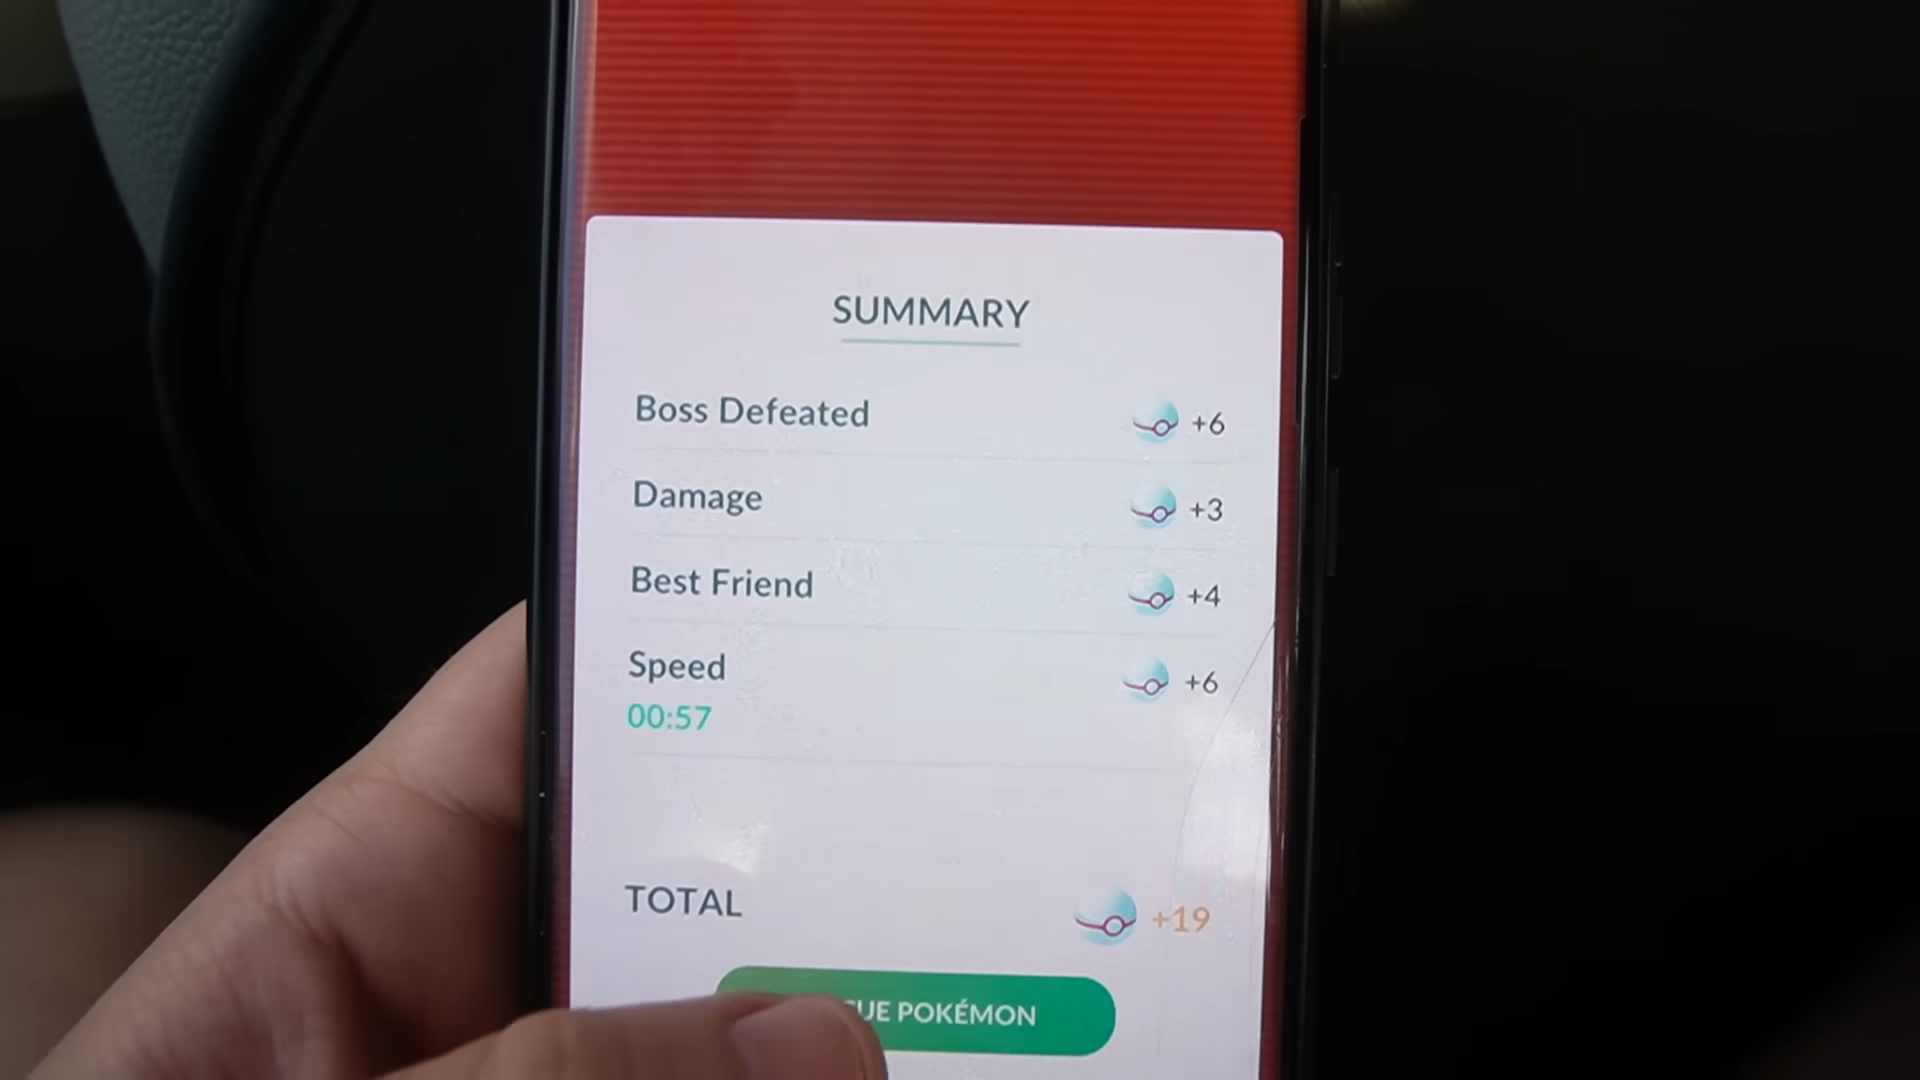 SUMMARY
Boss Defeated +6
Damage +3
Best Friend +4
Speed +6
00:57
TOTAL +19
POKÉMON